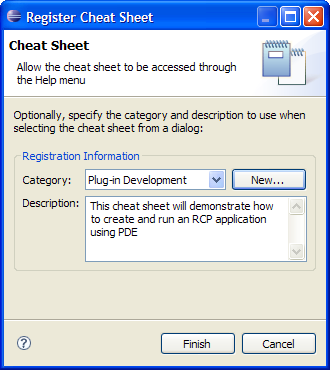 Register Cheat Sheet
Cheat Sheet
Allow the cheat sheet to be accessed through
the Help menu
Optionally, specify the category and description to use when
selecting the cheat sheet from a dialog:
Registration Information
Category: Plug-in Development New...
Description: This cheat sheet will demonstrate how
to create and run an RCP application
using PDE
? Finish Cancel